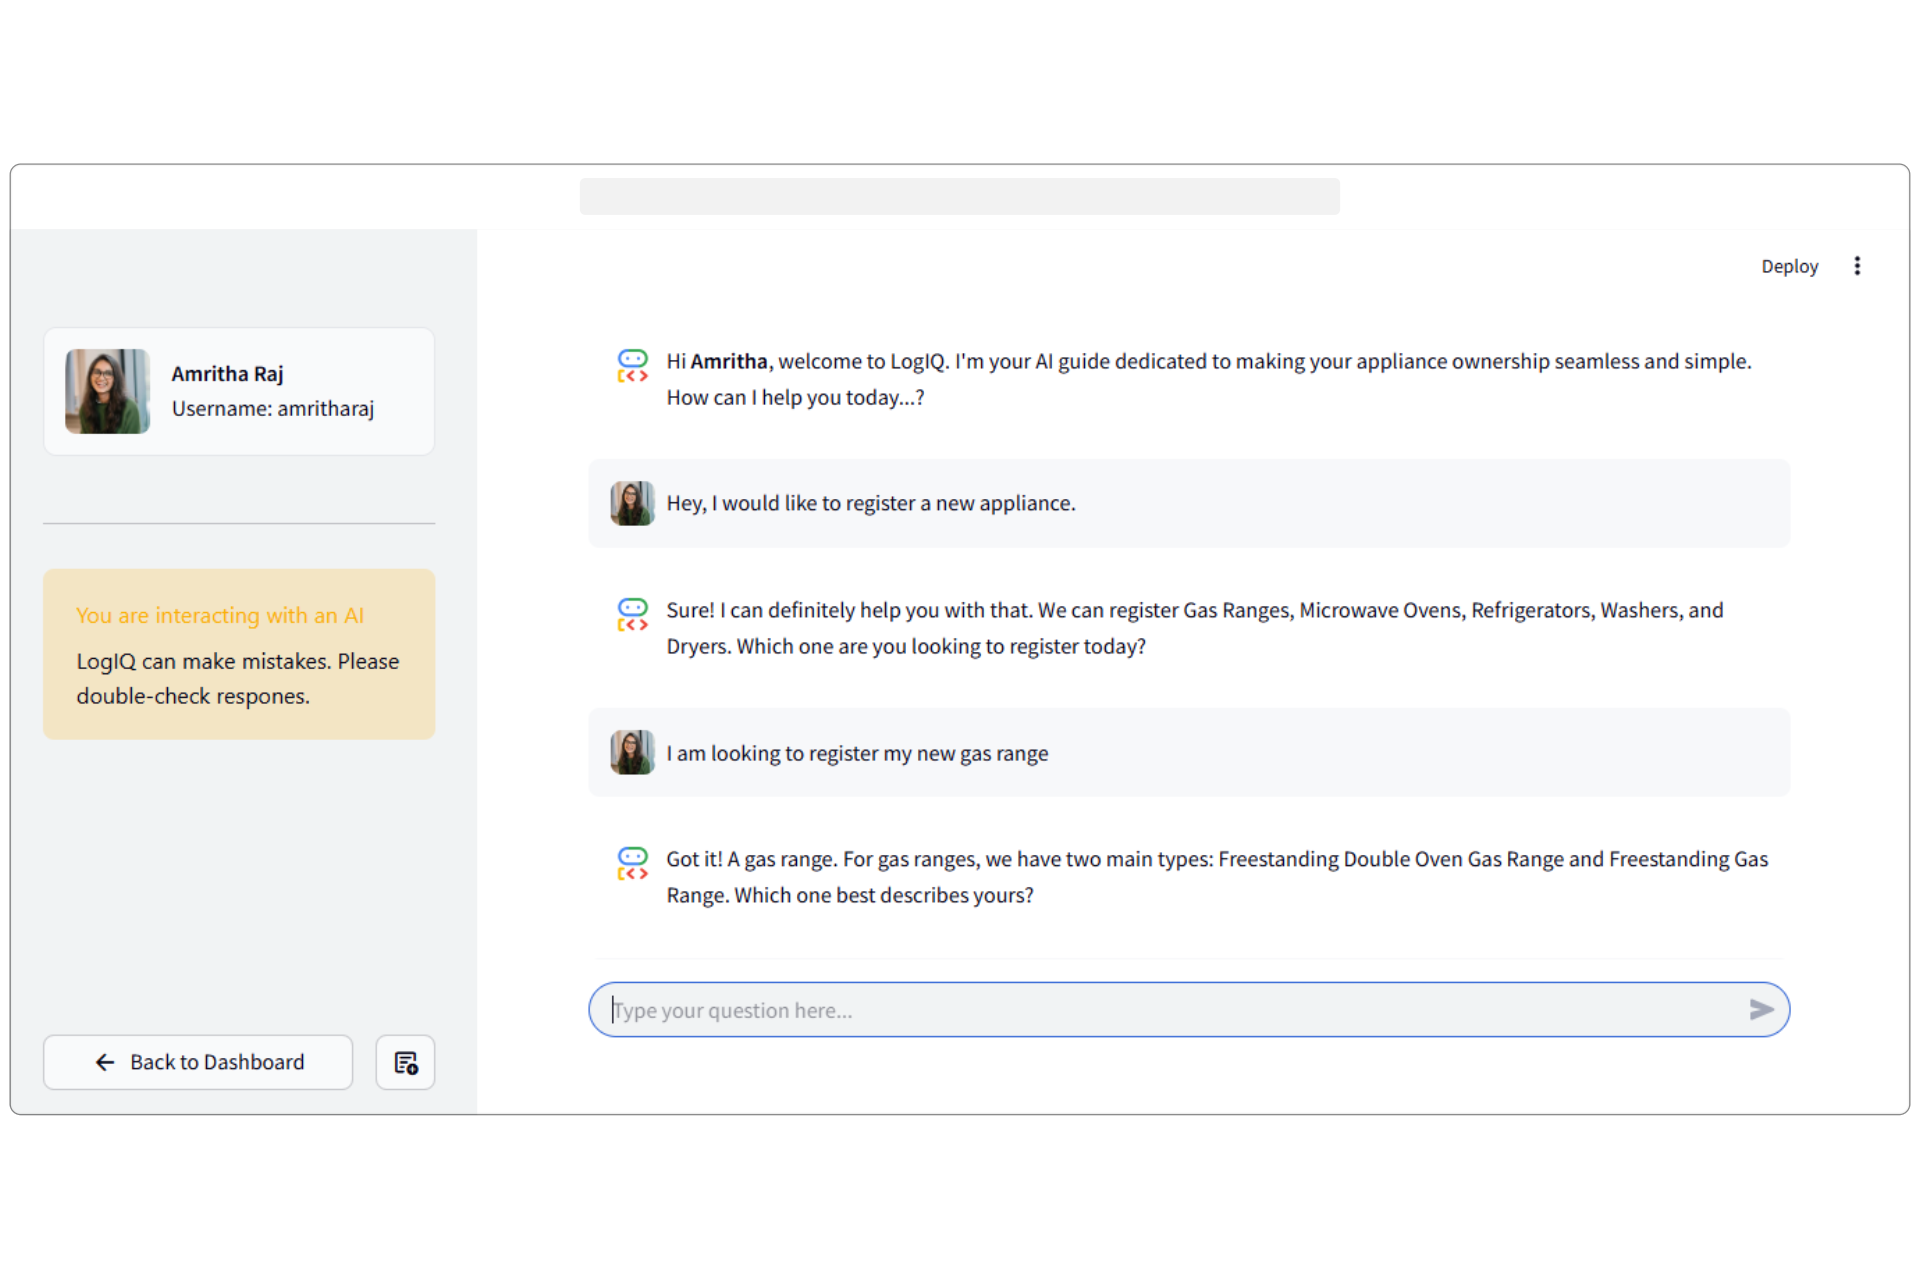 Deploy
Amritha Raj
Username: amritharaj
You are interacting with an AI
LogIQ can make mistakes. Please
double-check respones.
Back to Dashboard
Hi Amritha, welcome to LogIQ. I'm your AI guide dedicated to making your appliance ownership seamless and simple.
How can I help you today...?
Hey, I would like to register a new appliance.
Sure! I can definitely help you with that. We can register Gas Ranges, Microwave Ovens, Refrigerators, Washers, and
Dryers. Which one are you looking to register today?
I am looking to register my new gas range
Got it! A gas range. For gas ranges, we have two main types: Freestanding Double Oven Gas Range and Freestanding Gas
Range. Which one best describes yours?
Type your question here...